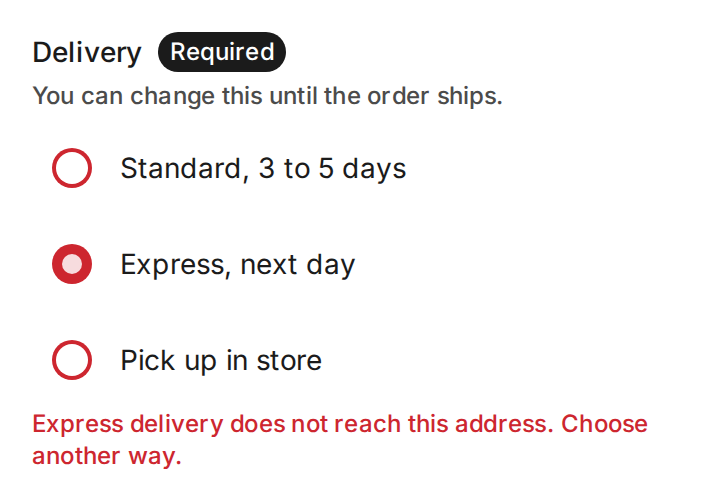 Delivery Required
You can change this until the order ships.
Standard, 3 to 5 days
Express, next day
Pick up in store
Express delivery does not reach this address. Choose
another way.